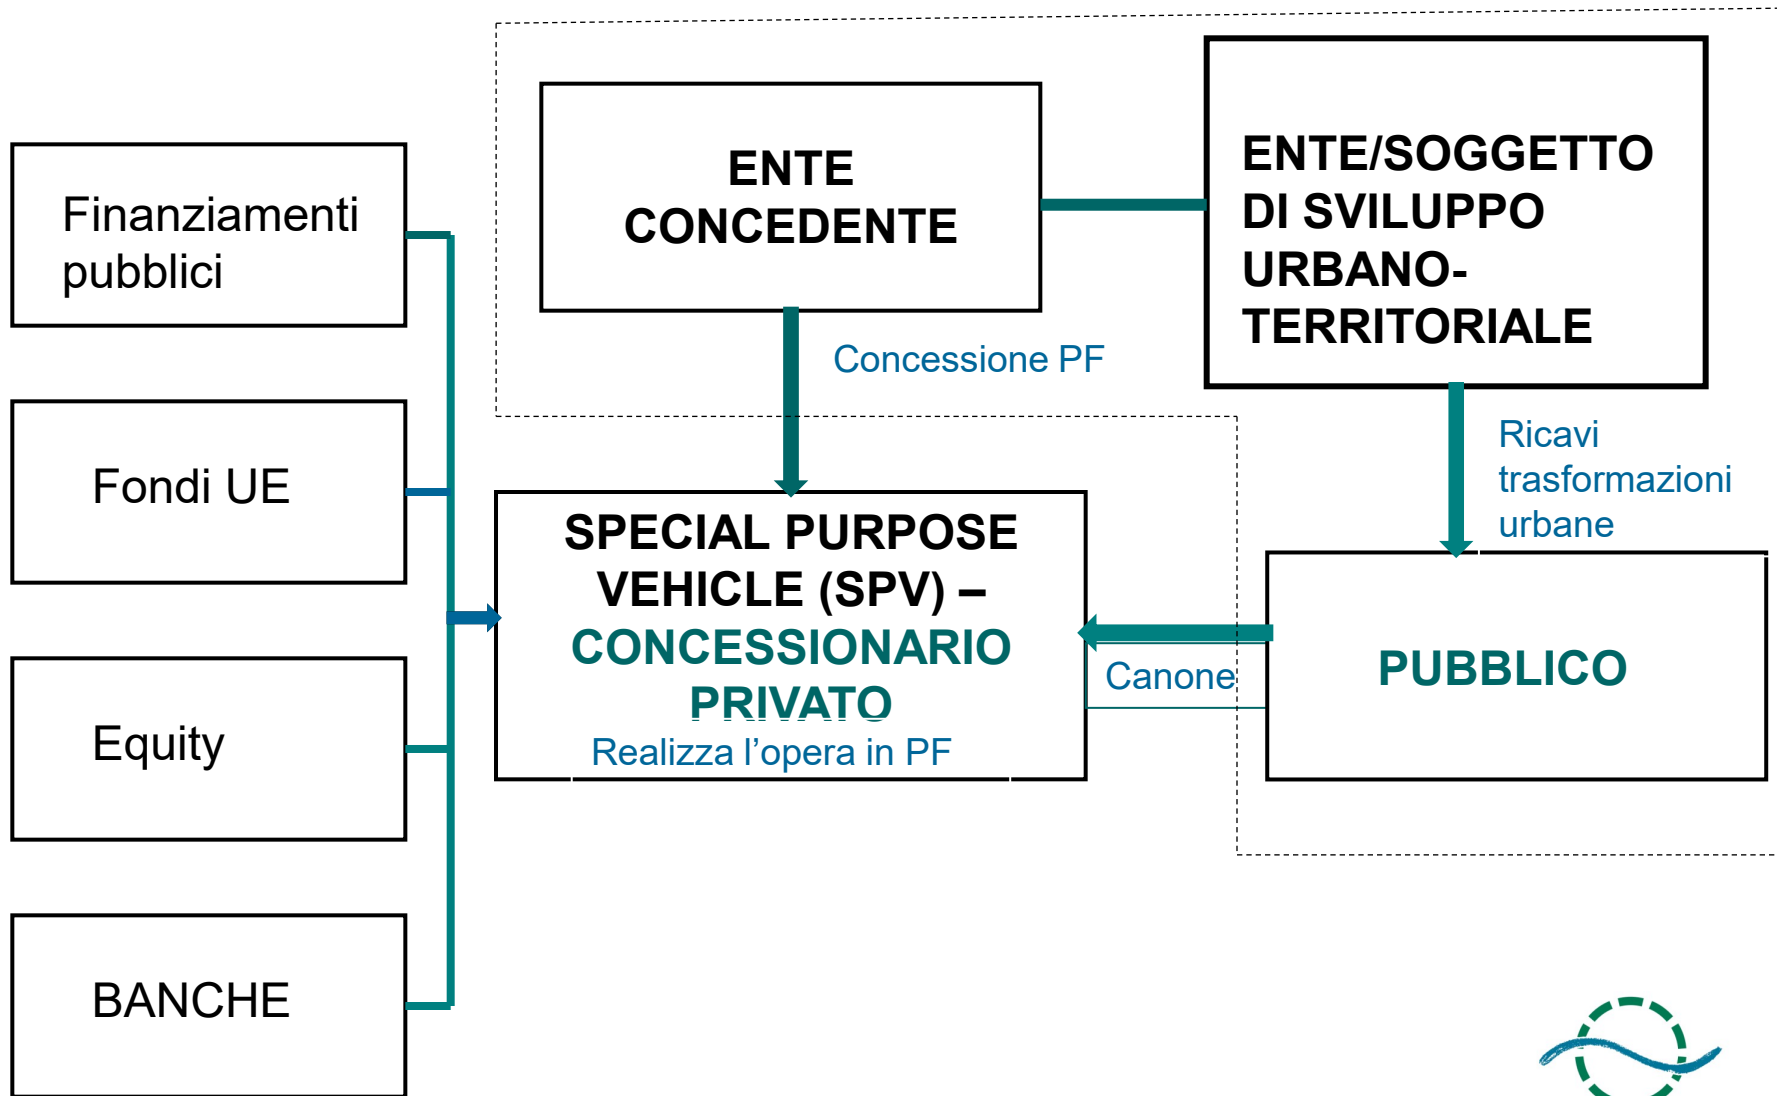 Finanziamenti
pubblici
Fondi UE
Equity
BANCHE
ENTE
CONCEDENTE
ENTE/SOGGETTO
DI SVILUPPO
URBANO-
TERRITORIALE
Concessione PF
Ricavi
trasformazioni
urbane
SPECIAL PURPOSE
VEHICLE (SPV) –
CONCESSIONARIO
PRIVATO
Realizza l’opera in PF
Canone
PUBBLICO